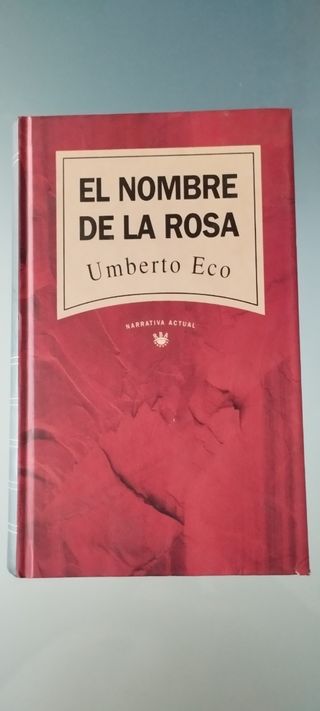 EL NOMBRE
DE LA ROSA
Umberto Eco
NARRATIVA ACTUAL